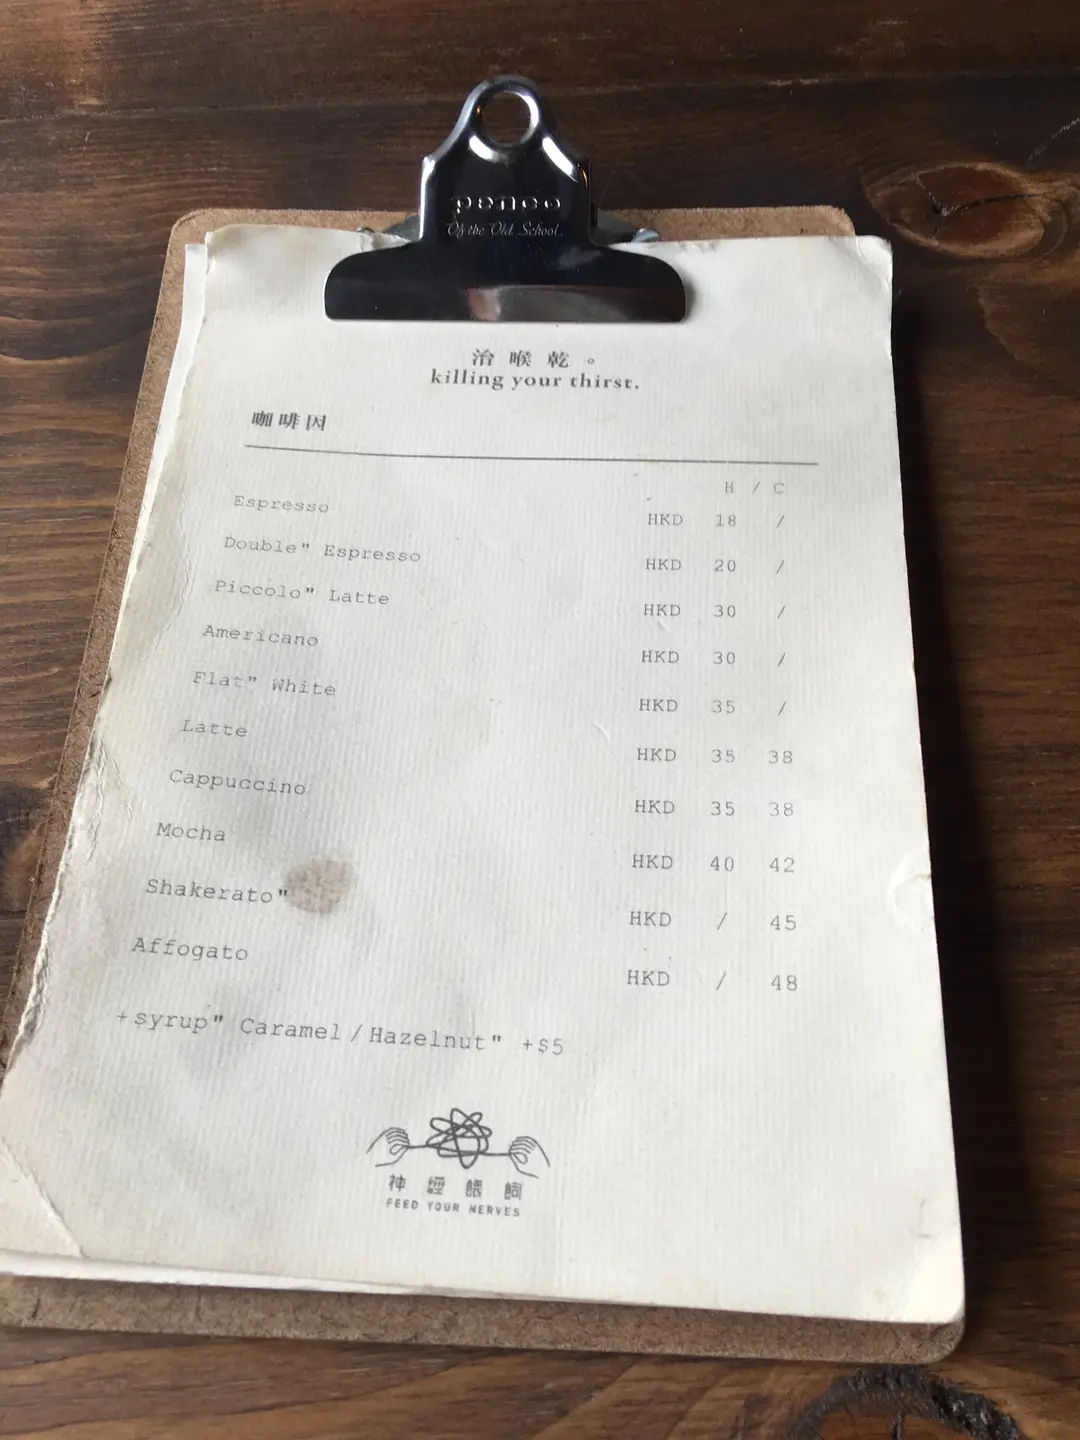 penco
Of the Old School.
治喉乾。
killing your thirst.
咖啡因
H / C
Espresso HKD 18 /
Double" Espresso HKD 20 /
Piccolo" Latte HKD 30 /
Americano HKD 30 /
Flat" White HKD 35 /
Latte HKD 35 38
Cappuccino HKD 35 38
Mocha HKD 40 42
Shakerato" HKD / 45
Affogato HKD / 48
+syrup" Caramel/Hazelnut" +$5
神經餵飼
FEED YOUR NERVES